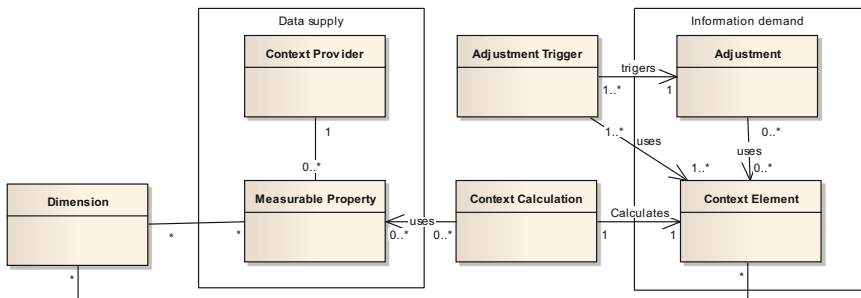 Data supply
Information demand
Context Provider
Adjustment Trigger
Adjustment
trigers
1..*
1
1
1..*
0..*
uses
uses
0..*
1..*
0..*
Dimension
Measurable Property
Context Calculation
Context Element
uses
Calculates
*
*
0..*
0..*
1
1
*
*